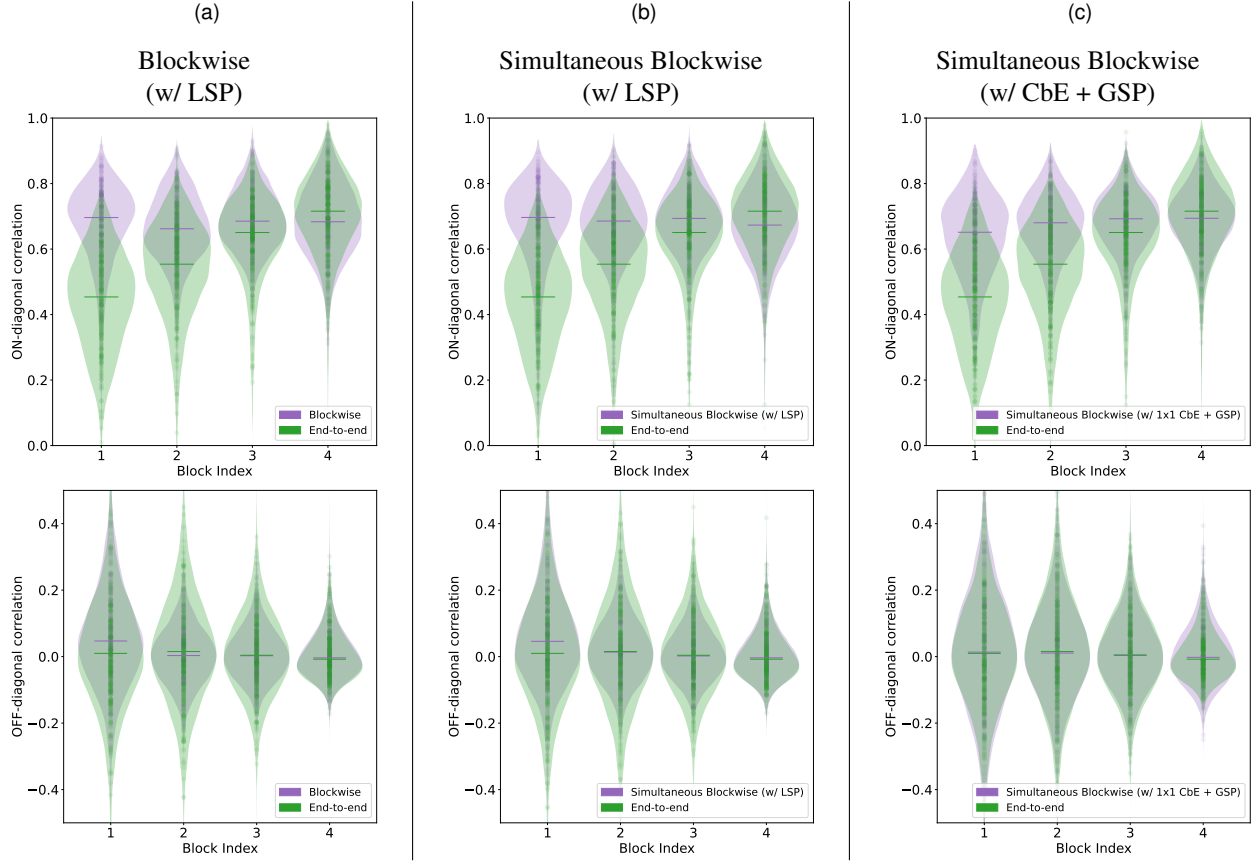 (a)
Blockwise
(w/ LSP)
1.0
0.8
0.6
0.4
0.2
0.0
ON-diagonal correlation
1 2 3 4
Block Index
Blockwise
End-to-end
0.4
0.2
0.0
−0.2
−0.4
OFF-diagonal correlation
1 2 3 4
Block Index
Blockwise
End-to-end
(b)
Simultaneous Blockwise
(w/ LSP)
1.0
0.8
0.6
0.4
0.2
0.0
ON-diagonal correlation
1 2 3 4
Block Index
Simultaneous Blockwise (w/ LSP)
End-to-end
0.4
0.2
0.0
−0.2
−0.4
OFF-diagonal correlation
1 2 3 4
Block Index
Simultaneous Blockwise (w/ LSP)
End-to-end
(c)
Simultaneous Blockwise
(w/ CbE + GSP)
1.0
0.8
0.6
0.4
0.2
0.0
ON-diagonal correlation
1 2 3 4
Block Index
Simultaneous Blockwise (w/ 1x1 CbE + GSP)
End-to-end
0.4
0.2
0.0
−0.2
−0.4
OFF-diagonal correlation
1 2 3 4
Block Index
Simultaneous Blockwise (w/ 1x1 CbE + GSP)
End-to-end